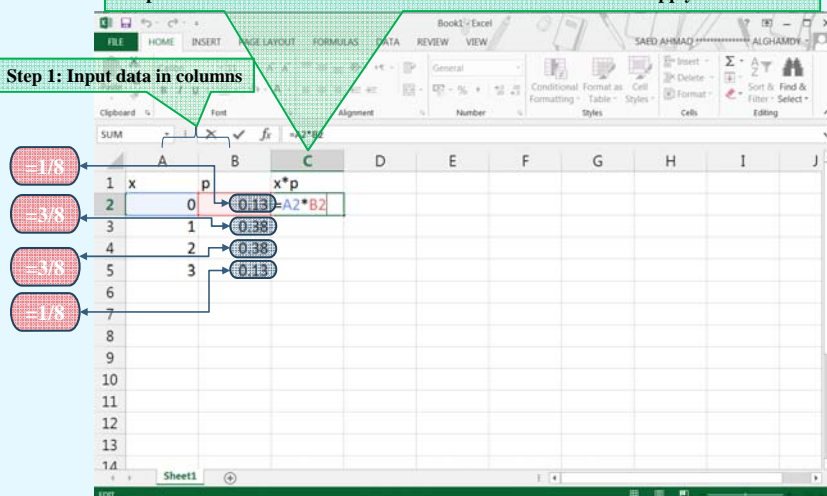 Book1 - Excel
FILE HOME INSERT PAGE LAYOUT FORMULAS DATA REVIEW VIEW SAED AHMAD ALGHAMDI
Step 1: Input data in columns
General
Conditional Formatting Format as Table Cell Styles
Insert
Delete
Format
Sort & Filter Find & Select
Clipboard Font Alignment Number Styles Cells Editing
SUM =A2*B2
A B C D E F G H I J
1 x p x*p
=1/8
2 0 0.13 =A2*B2
=3/8
3 1 0.38
4 2 0.38
=3/8
5 3 0.13
6
=1/8
7
8
9
10
11
12
13
14
Sheet1
EDIT